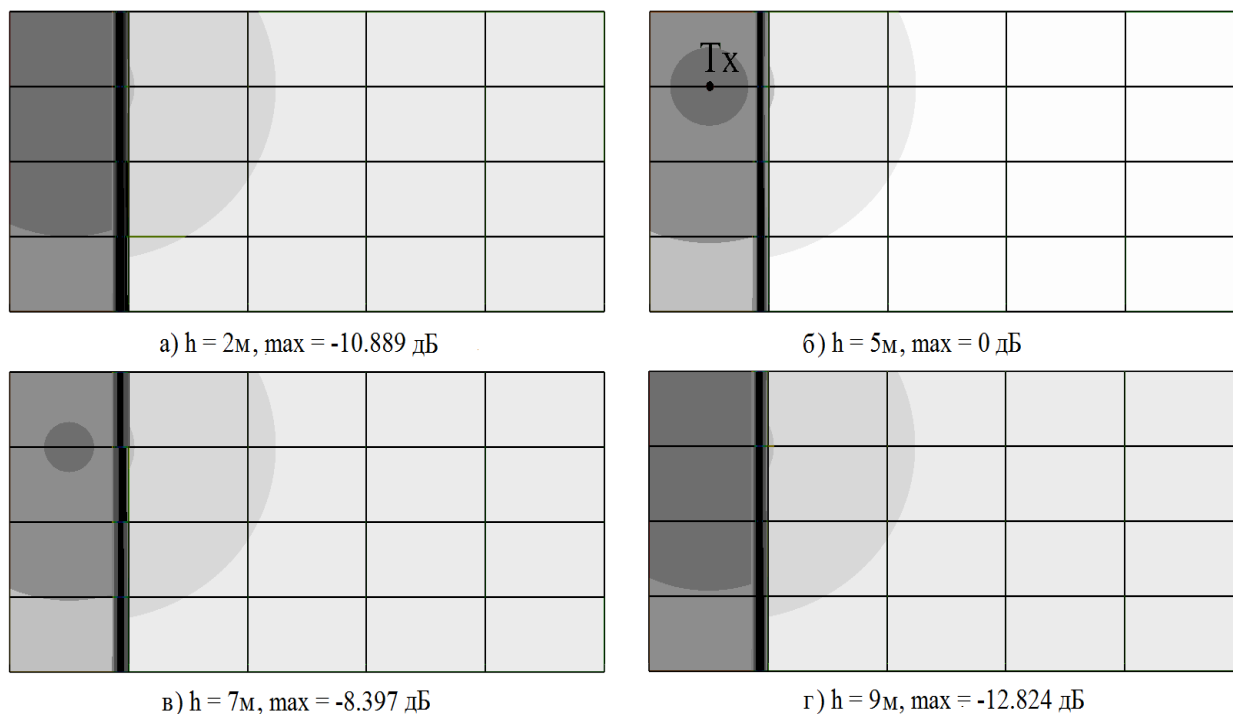 Tx
а) h = 2м, max = -10.889 дБ
б) h = 5м, max = 0 дБ
в) h = 7м, max = -8.397 дБ
г) h = 9м, max = -12.824 дБ